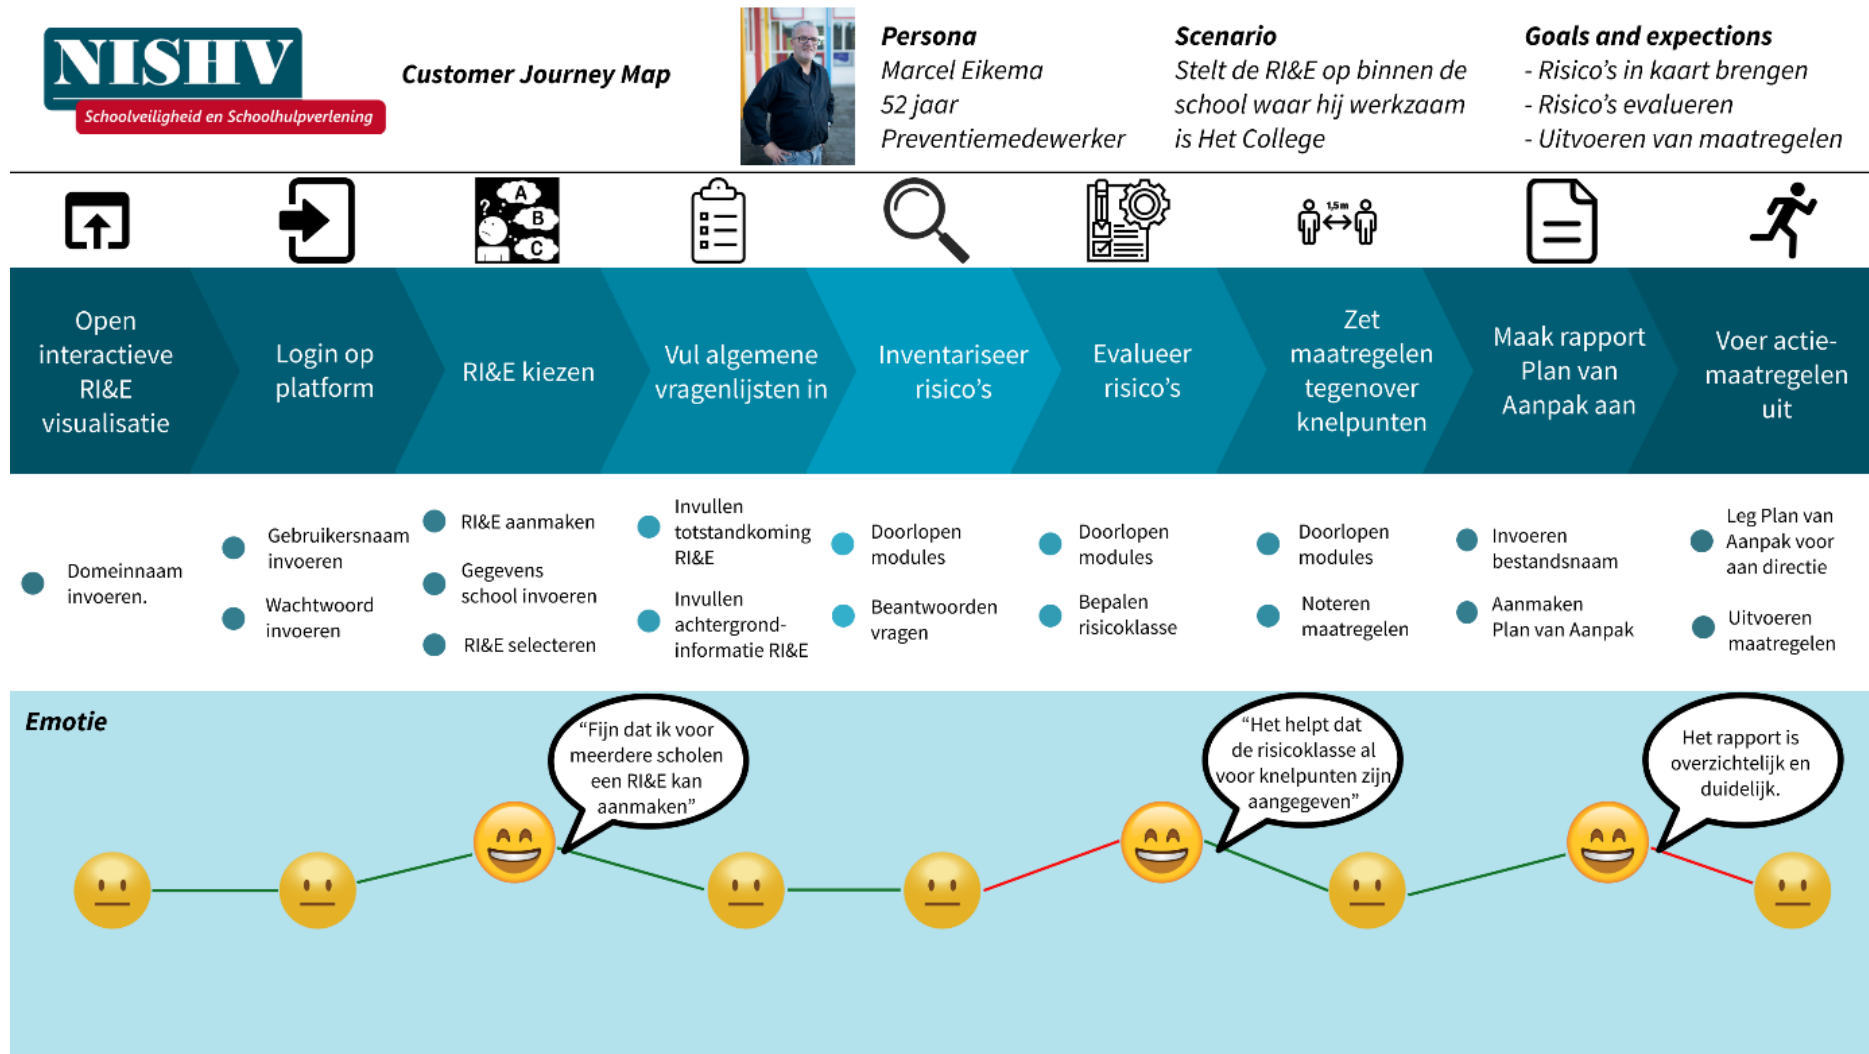 NISHV
Schoolveiligheid en Schoolhulpverlening
Customer Journey Map
Persona
Marcel Eikema
52 jaar
Preventiemedewerker
Scenario
Stelt de RI&E op binnen de
school waar hij werkzaam
is Het College
Goals and expections
- Risico's in kaart brengen
- Risico's evalueren
- Uitvoeren van maatregelen
?
A
B
C
1,5m
Open
interactieve
RI&E
visualisatie
Login op
platform
RI&E kiezen
Vul algemene
vragenlijsten in
Inventariseer
risico's
Evalueer
risico's
Zet
maatregelen
tegenover
knelpunten
Maak rapport
Plan van
Aanpak aan
Voer actie-
maatregelen
uit
Domeinnaam
invoeren.
Gebruikersnaam
invoeren
Wachtwoord
invoeren
RI&E aanmaken
Gegevens
school invoeren
RI&E selecteren
Invullen
totstandkoming
RI&E
Invullen
achtergrond-
informatie RI&E
Doorlopen
modules
Beantwoorden
vragen
Doorlopen
modules
Bepalen
risicoklasse
Doorlopen
modules
Noteren
maatregelen
Invoeren
bestandsnaam
Aanmaken
Plan van Aanpak
Leg Plan van
Aanpak voor
aan directie
Uitvoeren
maatregelen
Emotie
“Fijn dat ik voor
meerdere scholen
een RI&E kan
aanmaken”
“Het helpt dat
de risicoklasse al
voor knelpunten zijn
aangegeven”
Het rapport is
overzichtelijk en
duidelijk.